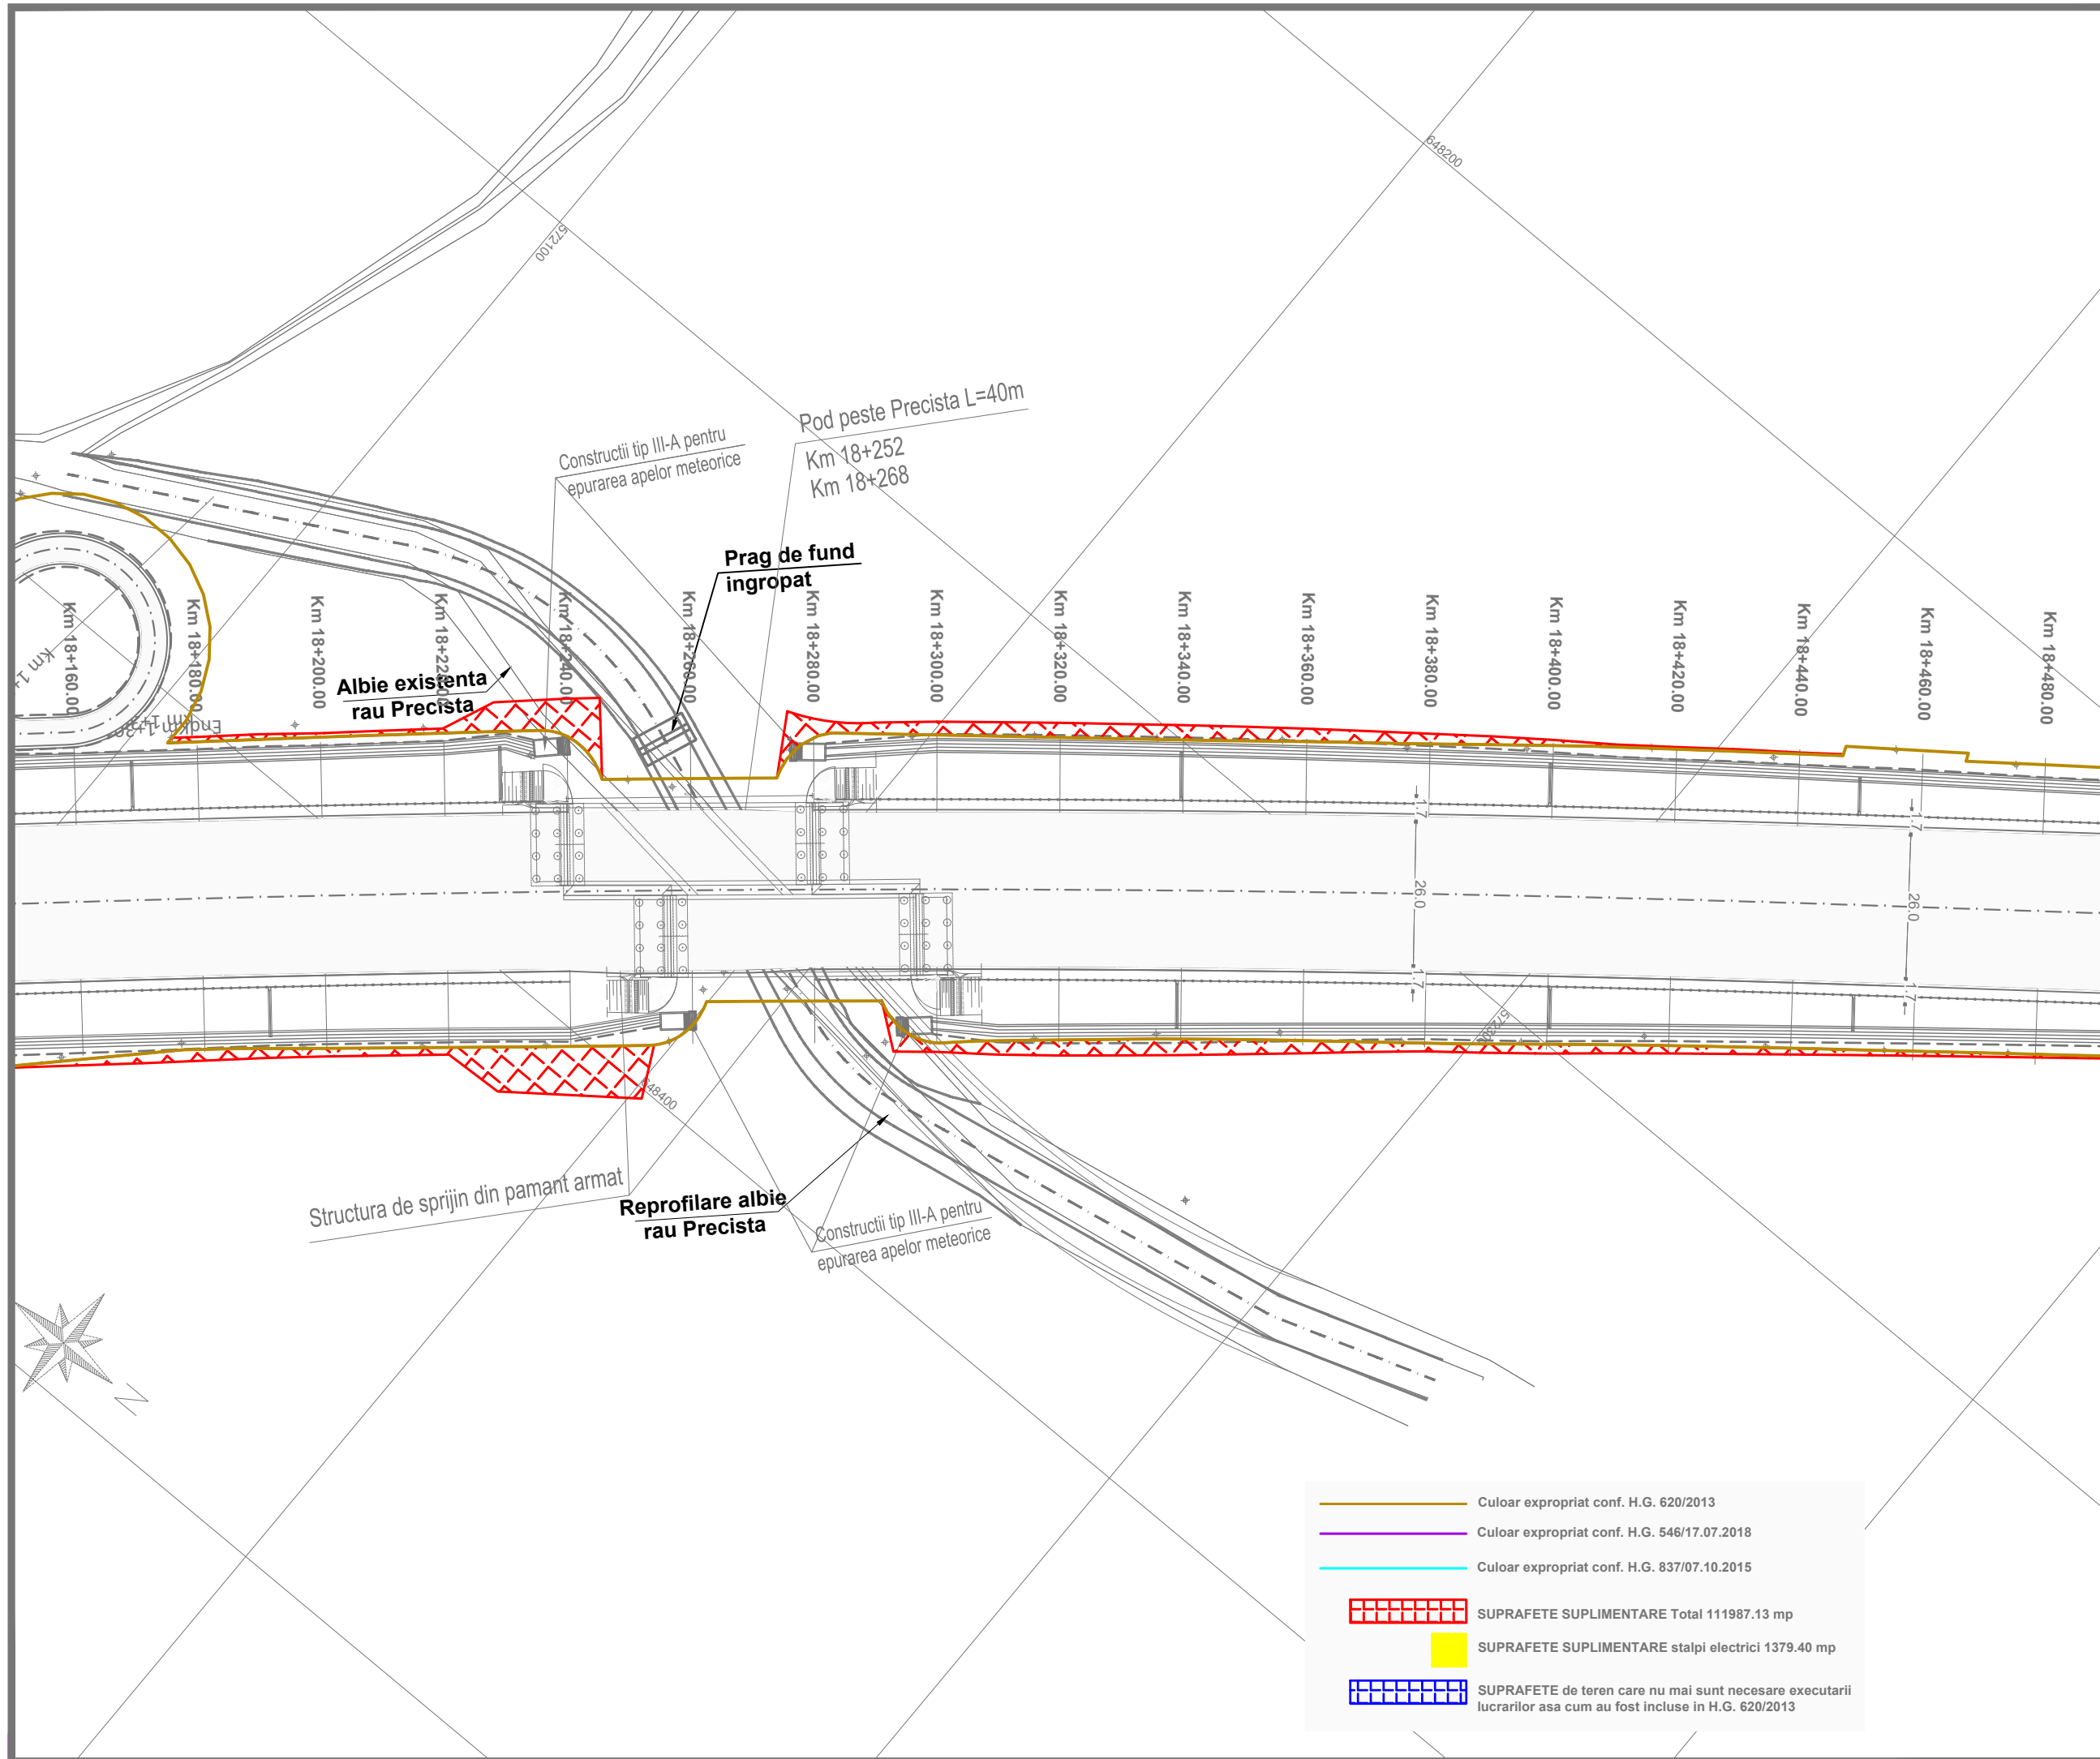 648200
572100
Pod peste Precista L=40m
Km 18+252
Km 18+268
Constructii tip III-A pentru
epurarea apelor meteorice
Prag de fund
ingropat
Albie existenta
rau Precista
Km 1+
Km 18+160.00
Km 18+180.00
Km 18+200.00
Km 18+220.00
Km 18+240.00
Km 18+260.00
Km 18+280.00
Km 18+300.00
Km 18+320.00
Km 18+340.00
Km 18+360.00
Km 18+380.00
Km 18+400.00
Km 18+420.00
Km 18+440.00
Km 18+460.00
Km 18+480.00
1.7
26.0
1.7
1.7
26.0
1.7
648400
Structura de sprijin din pamant armat
Reprofilare albie
rau Precista
Constructii tip III-A pentru
epurarea apelor meteorice
N
Culoar expropriat conf. H.G. 620/2013
Culoar expropriat conf. H.G. 546/17.07.2018
Culoar expropriat conf. H.G. 837/07.10.2015
SUPRAFETE SUPLIMENTARE Total 111987.13 mp
SUPRAFETE SUPLIMENTARE stalpi electrici 1379.40 mp
SUPRAFETE de teren care nu mai sunt necesare executarii
lucrarilor asa cum au fost incluse in H.G. 620/2013